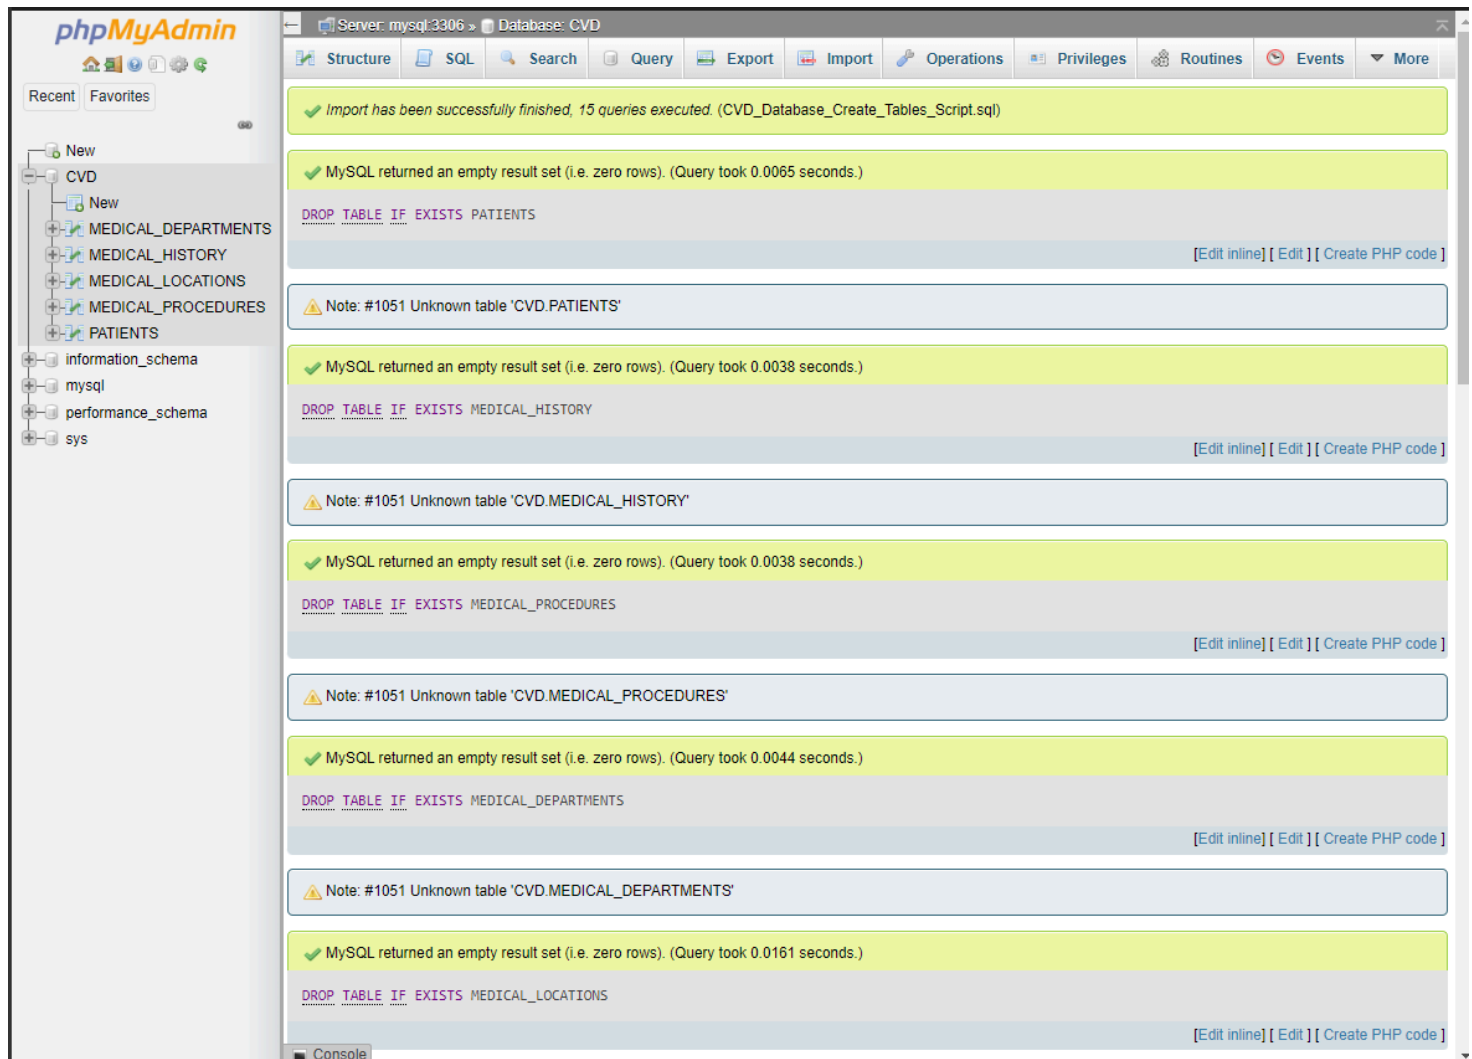 phpMyAdmin
Recent Favorites
New
CVD
New
MEDICAL_DEPARTMENTS
MEDICAL_HISTORY
MEDICAL_LOCATIONS
MEDICAL_PROCEDURES
PATIENTS
information_schema
mysql
performance_schema
sys
Server: mysql:3306 » Database: CVD
Structure SQL Search Query Export Import Operations Privileges Routines Events More
Import has been successfully finished, 15 queries executed. (CVD_Database_Create_Tables_Script.sql)
MySQL returned an empty result set (i.e. zero rows). (Query took 0.0065 seconds.)
DROP TABLE IF EXISTS PATIENTS
[Edit inline] [ Edit ] [ Create PHP code ]
Note: #1051 Unknown table 'CVD.PATIENTS'
MySQL returned an empty result set (i.e. zero rows). (Query took 0.0038 seconds.)
DROP TABLE IF EXISTS MEDICAL_HISTORY
[Edit inline] [ Edit ] [ Create PHP code ]
Note: #1051 Unknown table 'CVD.MEDICAL_HISTORY'
MySQL returned an empty result set (i.e. zero rows). (Query took 0.0038 seconds.)
DROP TABLE IF EXISTS MEDICAL_PROCEDURES
[Edit inline] [ Edit ] [ Create PHP code ]
Note: #1051 Unknown table 'CVD.MEDICAL_PROCEDURES'
MySQL returned an empty result set (i.e. zero rows). (Query took 0.0044 seconds.)
DROP TABLE IF EXISTS MEDICAL_DEPARTMENTS
[Edit inline] [ Edit ] [ Create PHP code ]
Note: #1051 Unknown table 'CVD.MEDICAL_DEPARTMENTS'
MySQL returned an empty result set (i.e. zero rows). (Query took 0.0161 seconds.)
DROP TABLE IF EXISTS MEDICAL_LOCATIONS
[Edit inline] [ Edit ] [ Create PHP code ]
Console